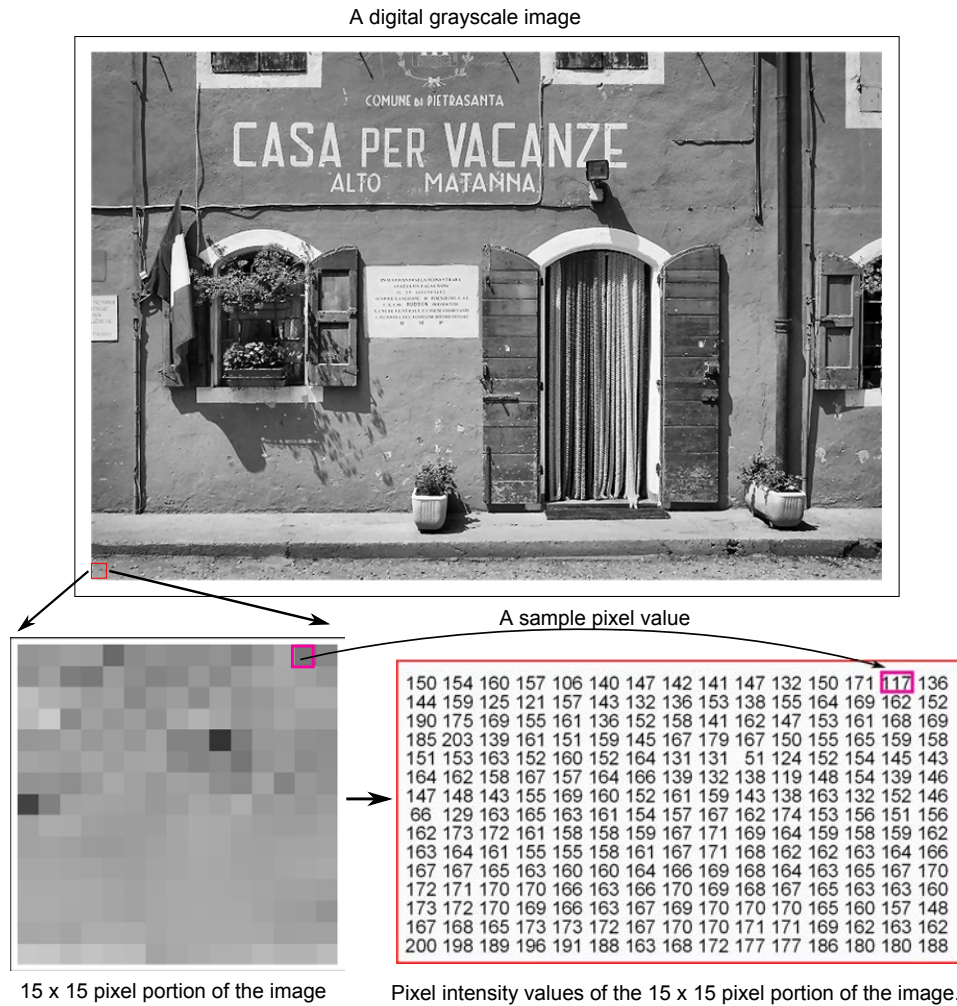 A digital grayscale image
COMUNE DI PIETRASANTA
CASA PER VACANZE
ALTO MATANNA
A sample pixel value
150 154 160 157 106 140 147 142 141 147 132 150 171 117 136
144 159 125 121 157 143 132 136 153 138 155 164 169 162 152
190 175 169 155 161 136 152 158 141 162 147 153 161 168 169
185 203 139 161 151 159 145 167 179 167 150 155 165 159 158
151 153 163 152 160 152 164 131 131 51 124 152 154 145 143
164 162 158 167 157 164 166 139 132 138 119 148 154 139 146
147 148 143 155 169 160 152 161 159 143 138 163 132 152 146
66 129 163 165 163 161 154 157 167 162 174 153 156 151 156
162 173 172 161 158 158 159 167 171 169 164 159 158 159 162
163 164 161 155 155 158 161 167 171 168 162 162 163 164 166
167 167 165 163 160 160 164 166 169 168 164 163 165 167 170
172 171 170 170 166 163 166 170 169 168 167 165 163 163 160
173 172 170 169 166 163 167 169 170 170 170 165 160 157 148
167 168 165 173 173 172 167 170 170 171 171 169 162 163 162
200 198 189 196 191 188 163 168 172 177 177 186 180 180 188
15 x 15 pixel portion of the image
Pixel intensity values of the 15 x 15 pixel portion of the image.